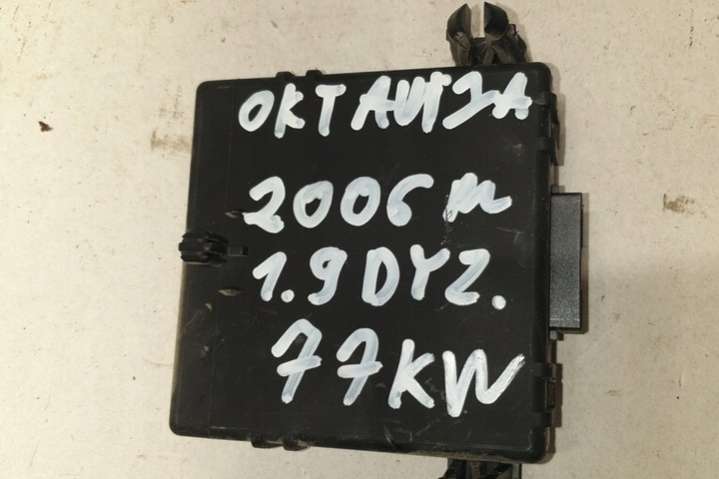 OKTAVIJA
2006 m
1.9 DYZ.
77KW